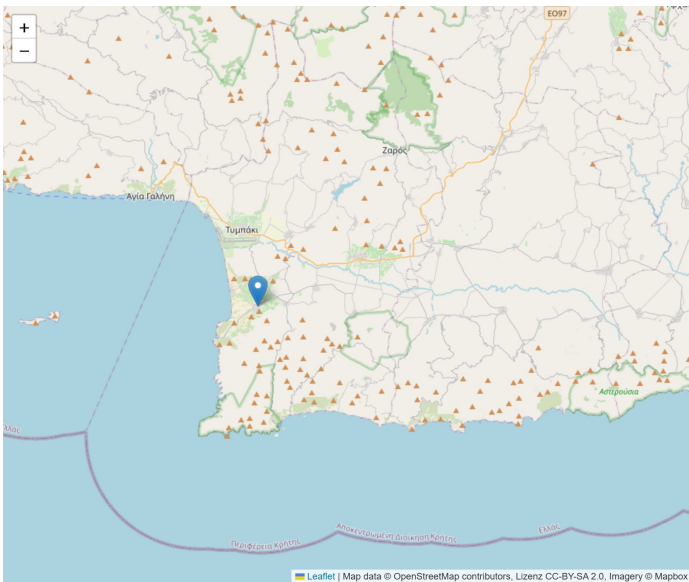 +
−
ΕΟ97
Ζαρός
Αγία Γαλήνη
Τυμπάκι
Αστερούσια
Περιφέρεια Κρήτης
Αποκεντρωμένη Διοίκηση Κρήτης
Ελλάς
Leaflet | Map data © OpenStreetMap contributors, Lizenz CC-BY-SA 2.0, Imagery © Mapbox